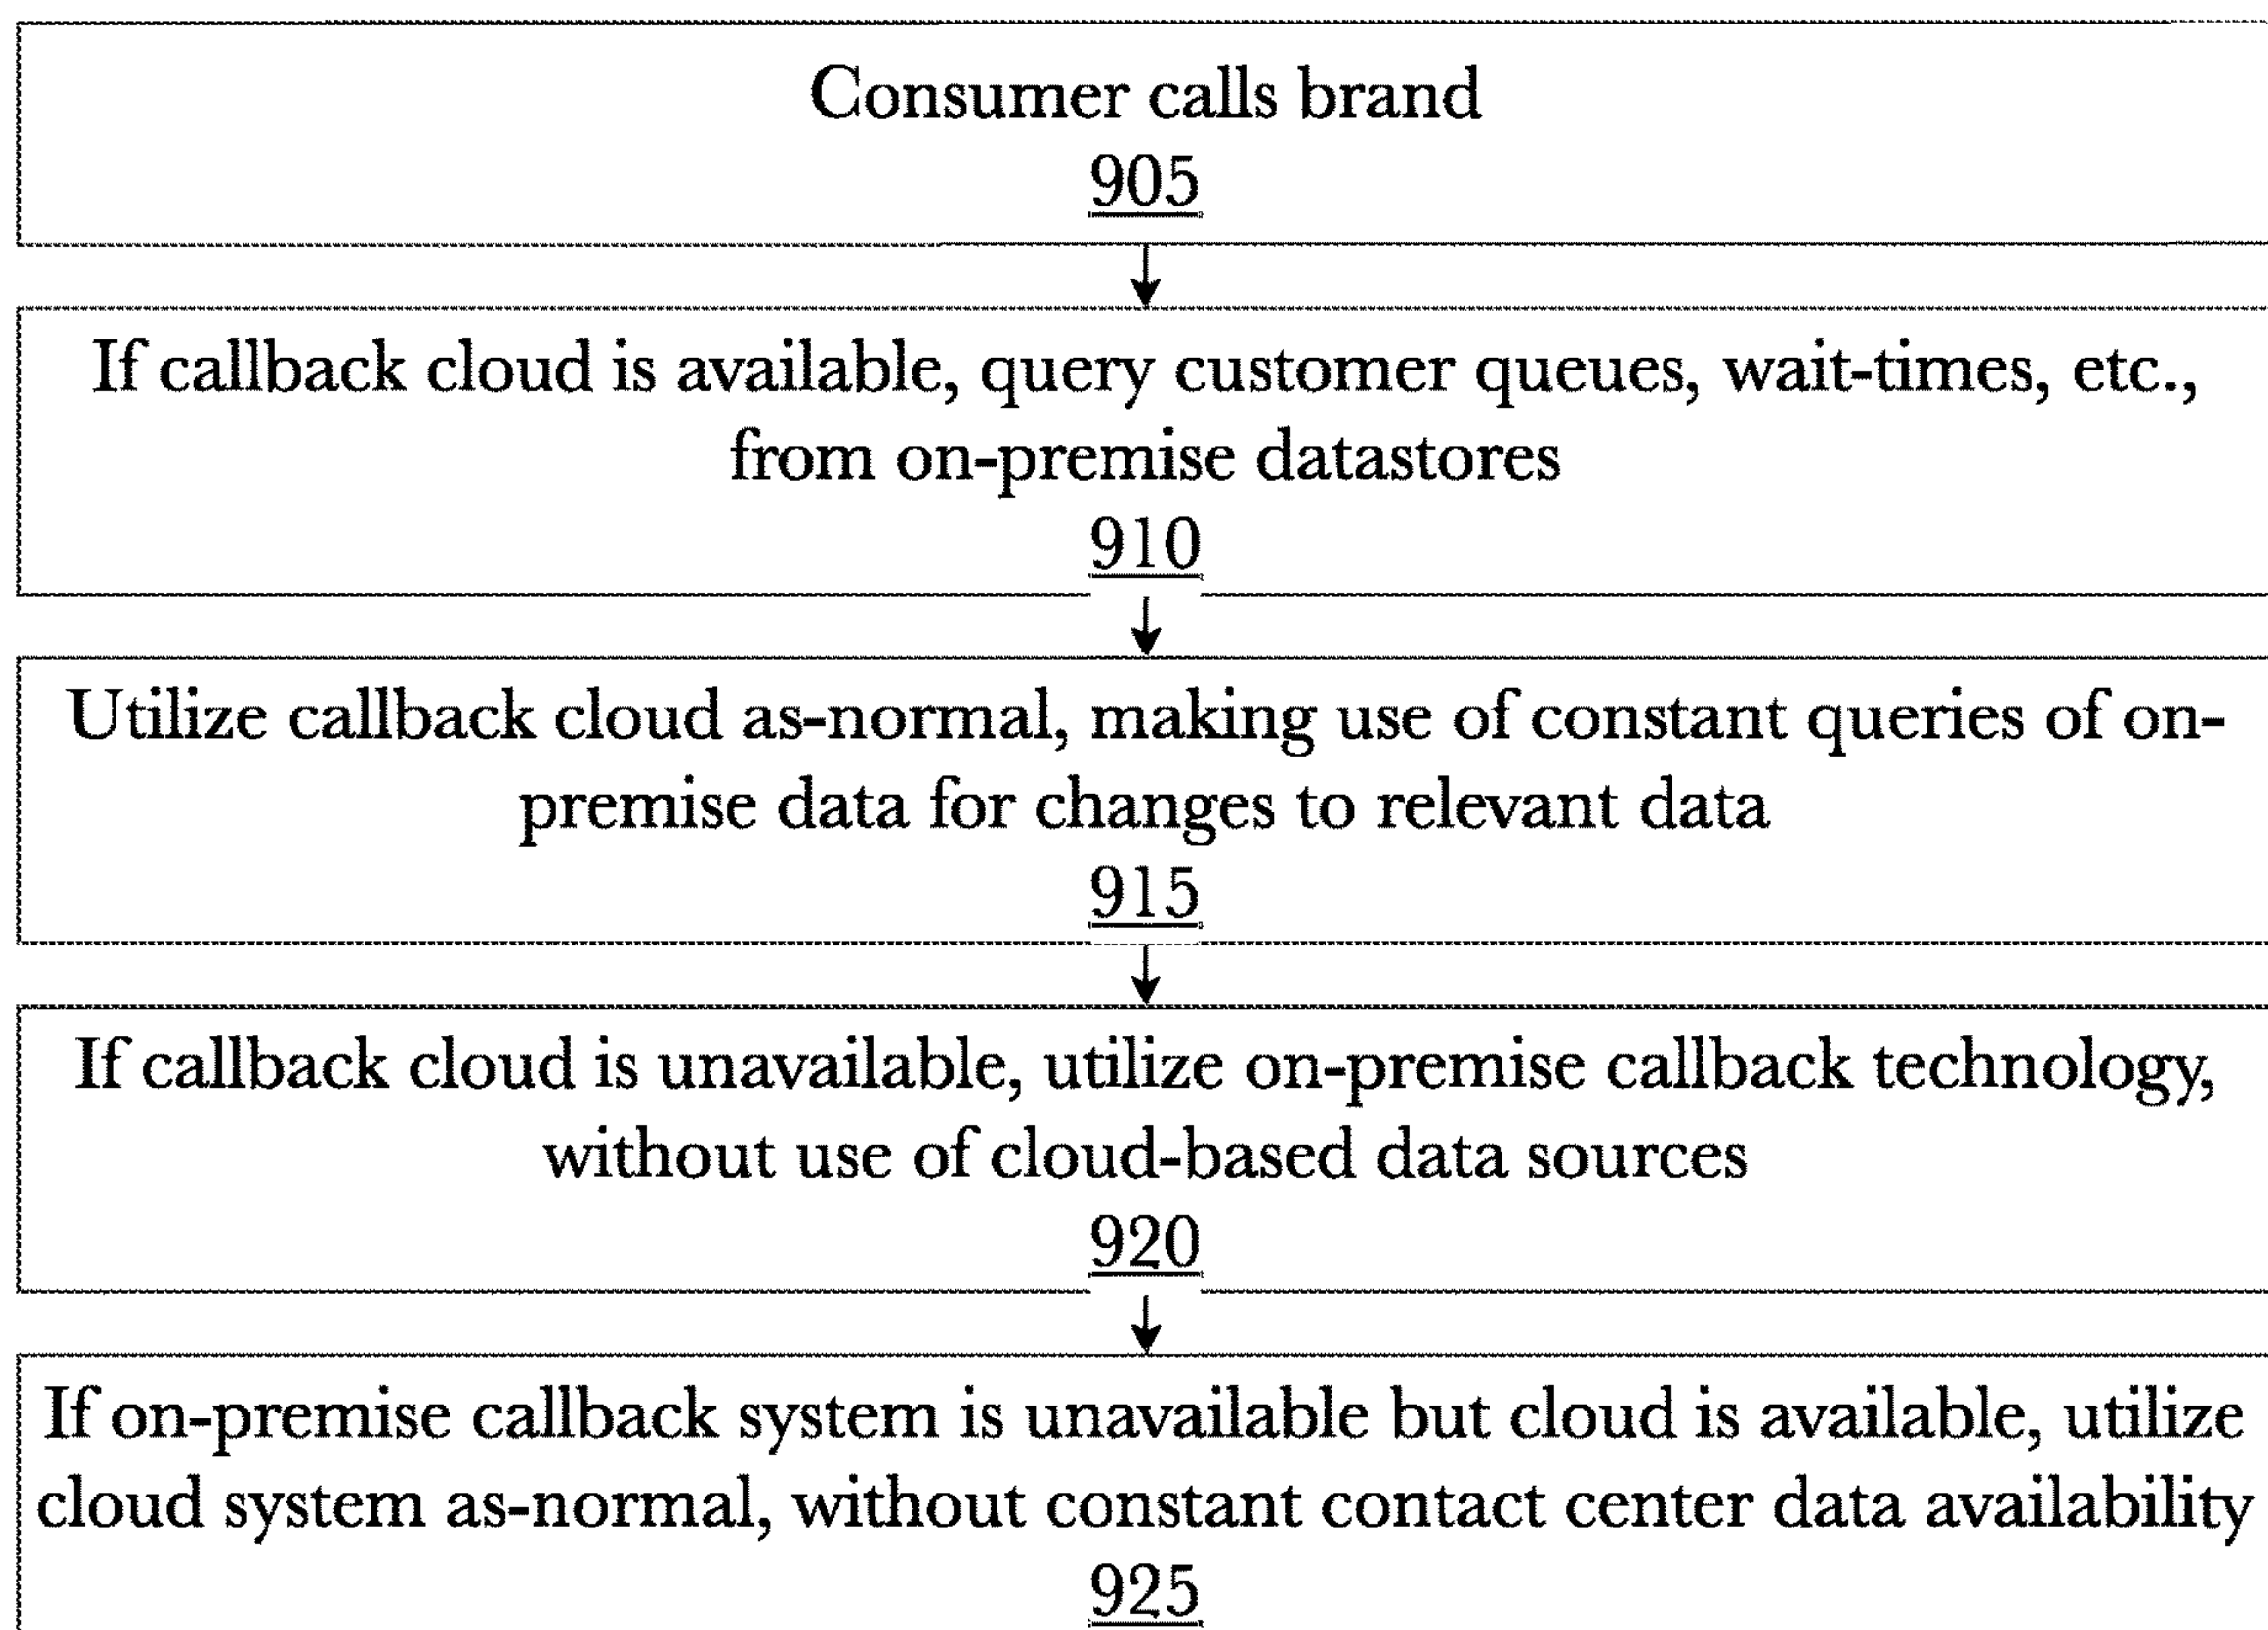 Consumer calls brand
905
If callback cloud is available, query customer queues, wait-times, etc.,
from on-premise datastores
910
Utilize callback cloud as-normal, making use of constant queries of on-
premise data for changes to relevant data
915
If callback cloud is unavailable, utilize on-premise callback technology,
without use of cloud-based data sources
920
If on-premise callback system is unavailable but cloud is available, utilize
cloud system as-normal, without constant contact center data availability
925